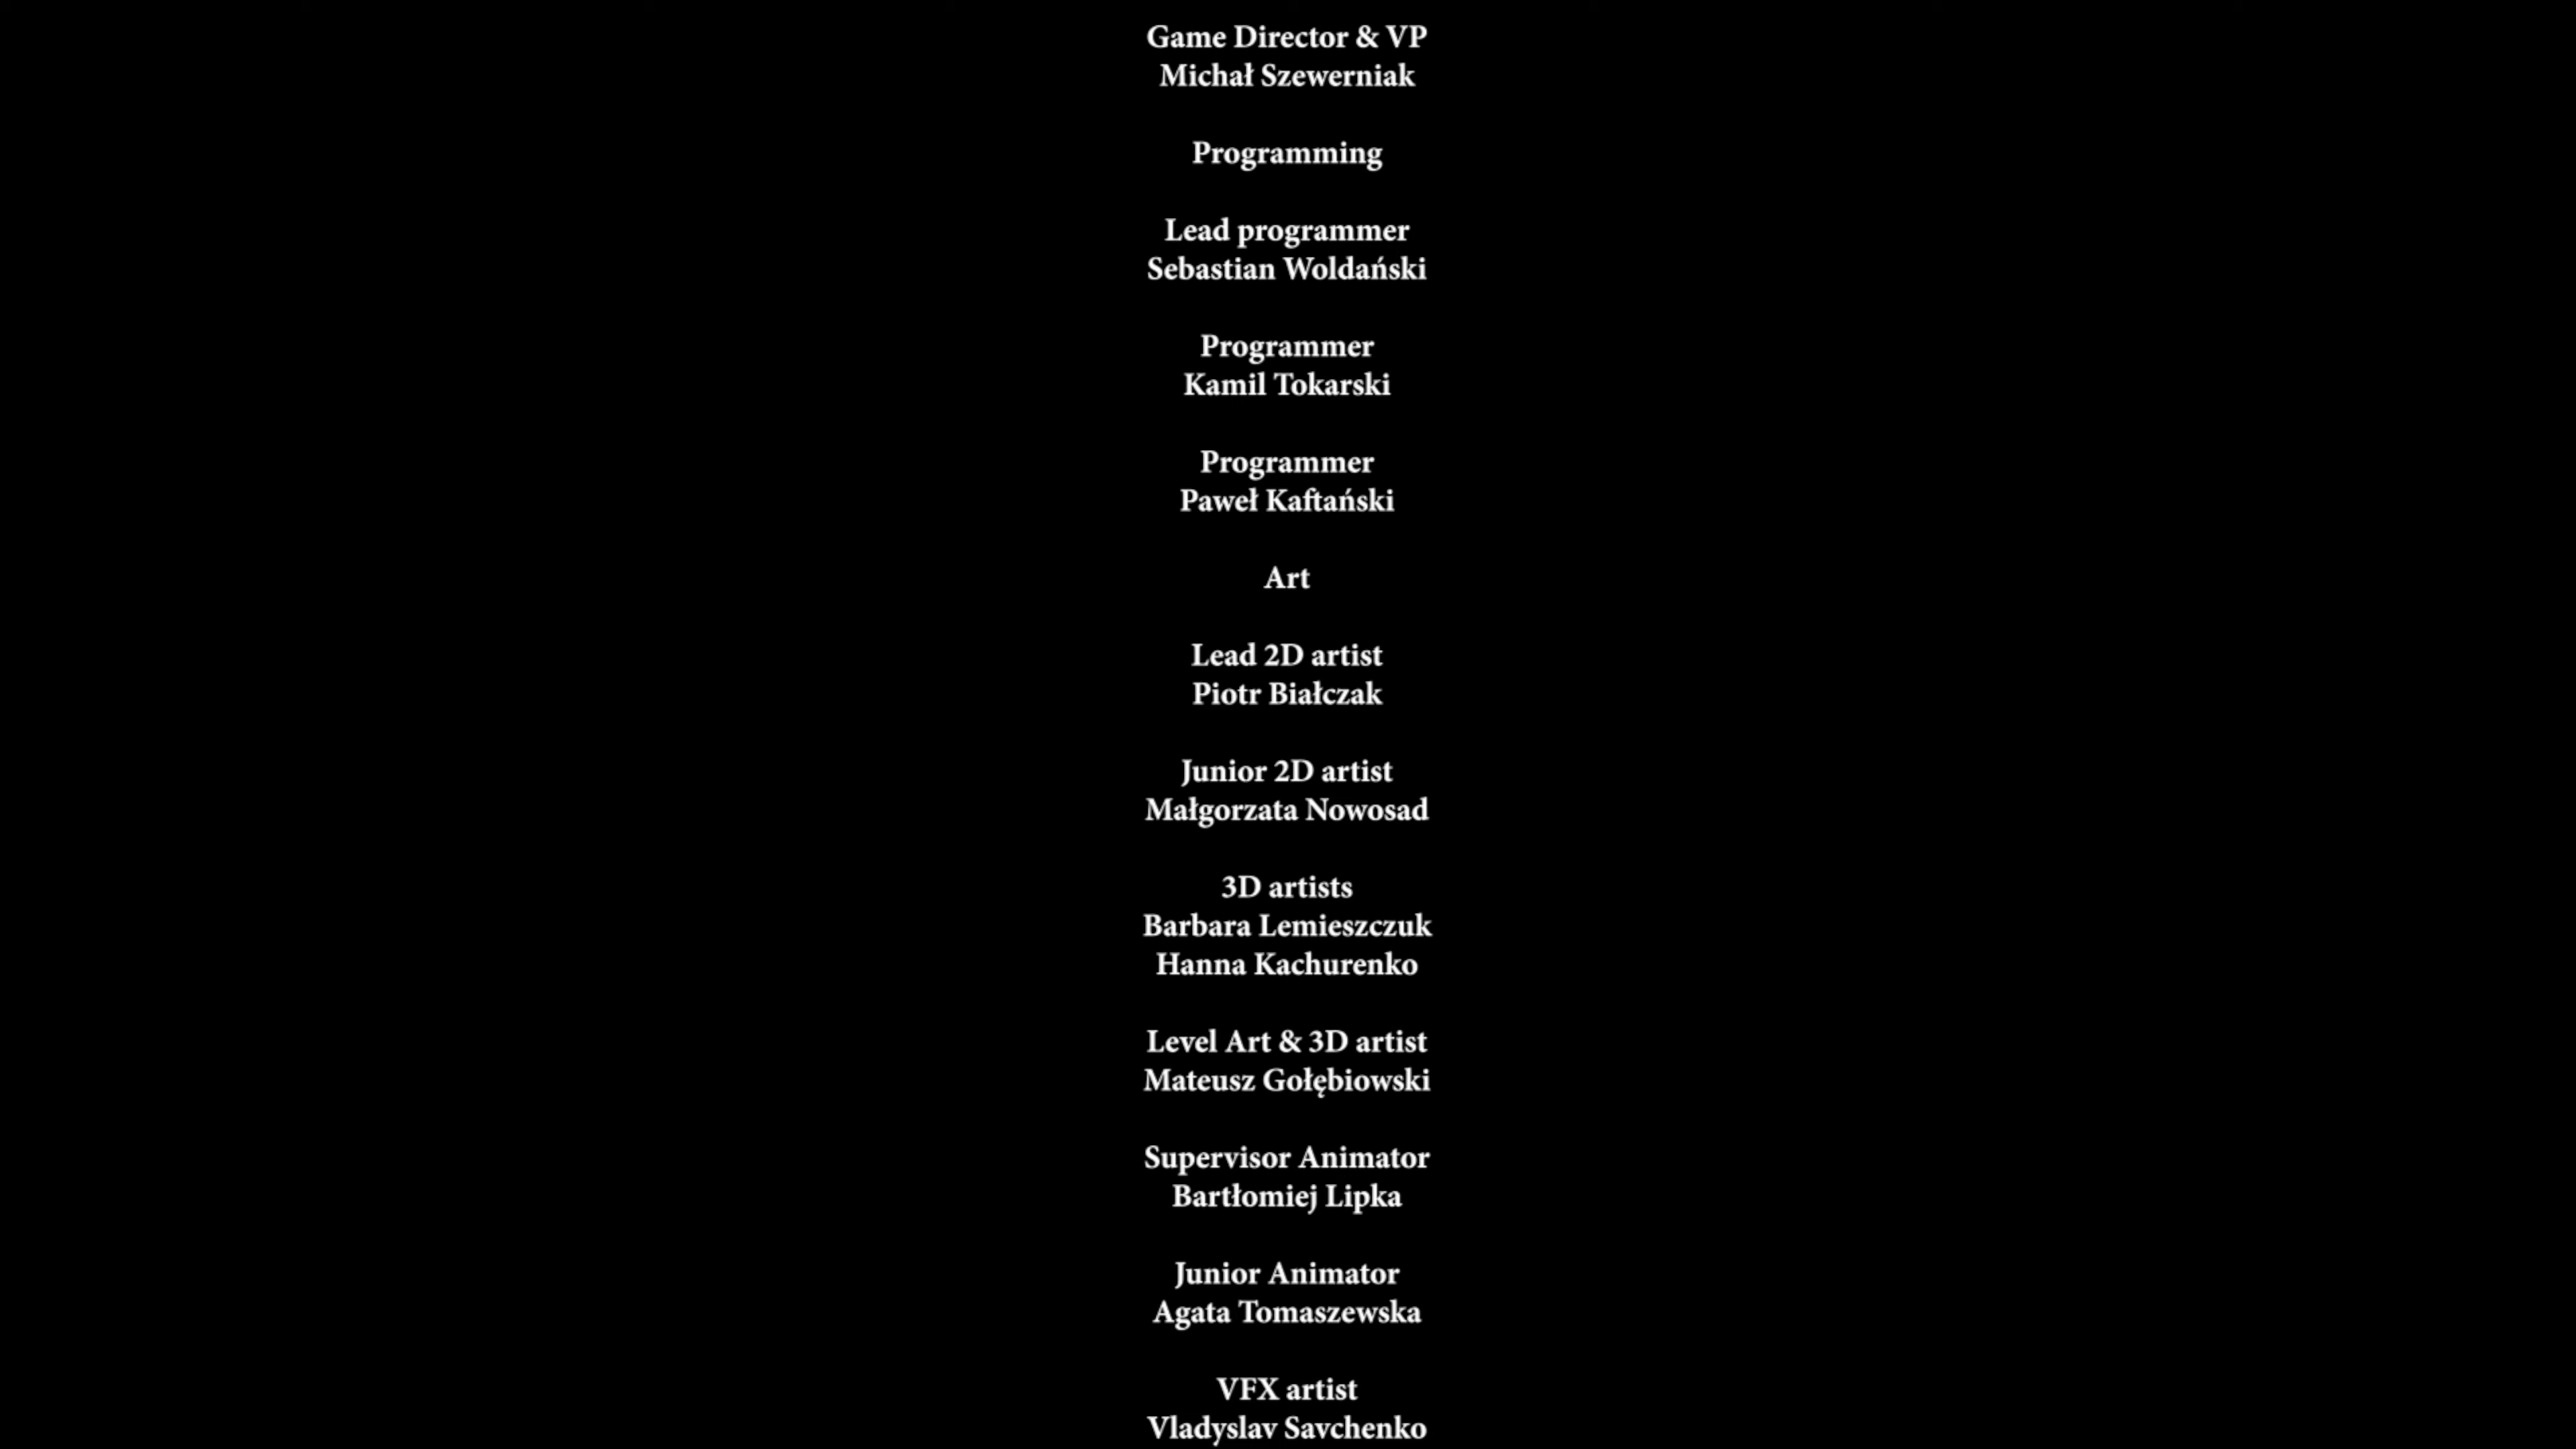 Game Director & VP
Michał Szewerniak
Programming
Lead programmer
Sebastian Woldański
Programmer
Kamil Tokarski
Programmer
Paweł Kaftański
Art
Lead 2D artist
Piotr Białczak
Junior 2D artist
Małgorzata Nowosad
3D artists
Barbara Lemieszczuk
Hanna Kachurenko
Level Art & 3D artist
Mateusz Gołębiowski
Supervisor Animator
Bartłomiej Lipka
Junior Animator
Agata Tomaszewska
VFX artist
Vladyslav Savchenko